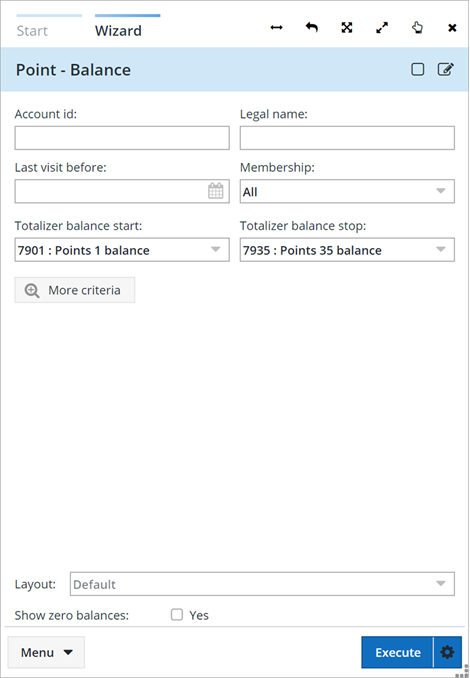 Start Wizard
Point - Balance
Account id: Legal name:
Last visit before: Membership:
All
Totalizer balance start: Totalizer balance stop:
7901 : Points 1 balance 7935 : Points 35 balance
More criteria
Layout: Default
Show zero balances: Yes
Menu Execute